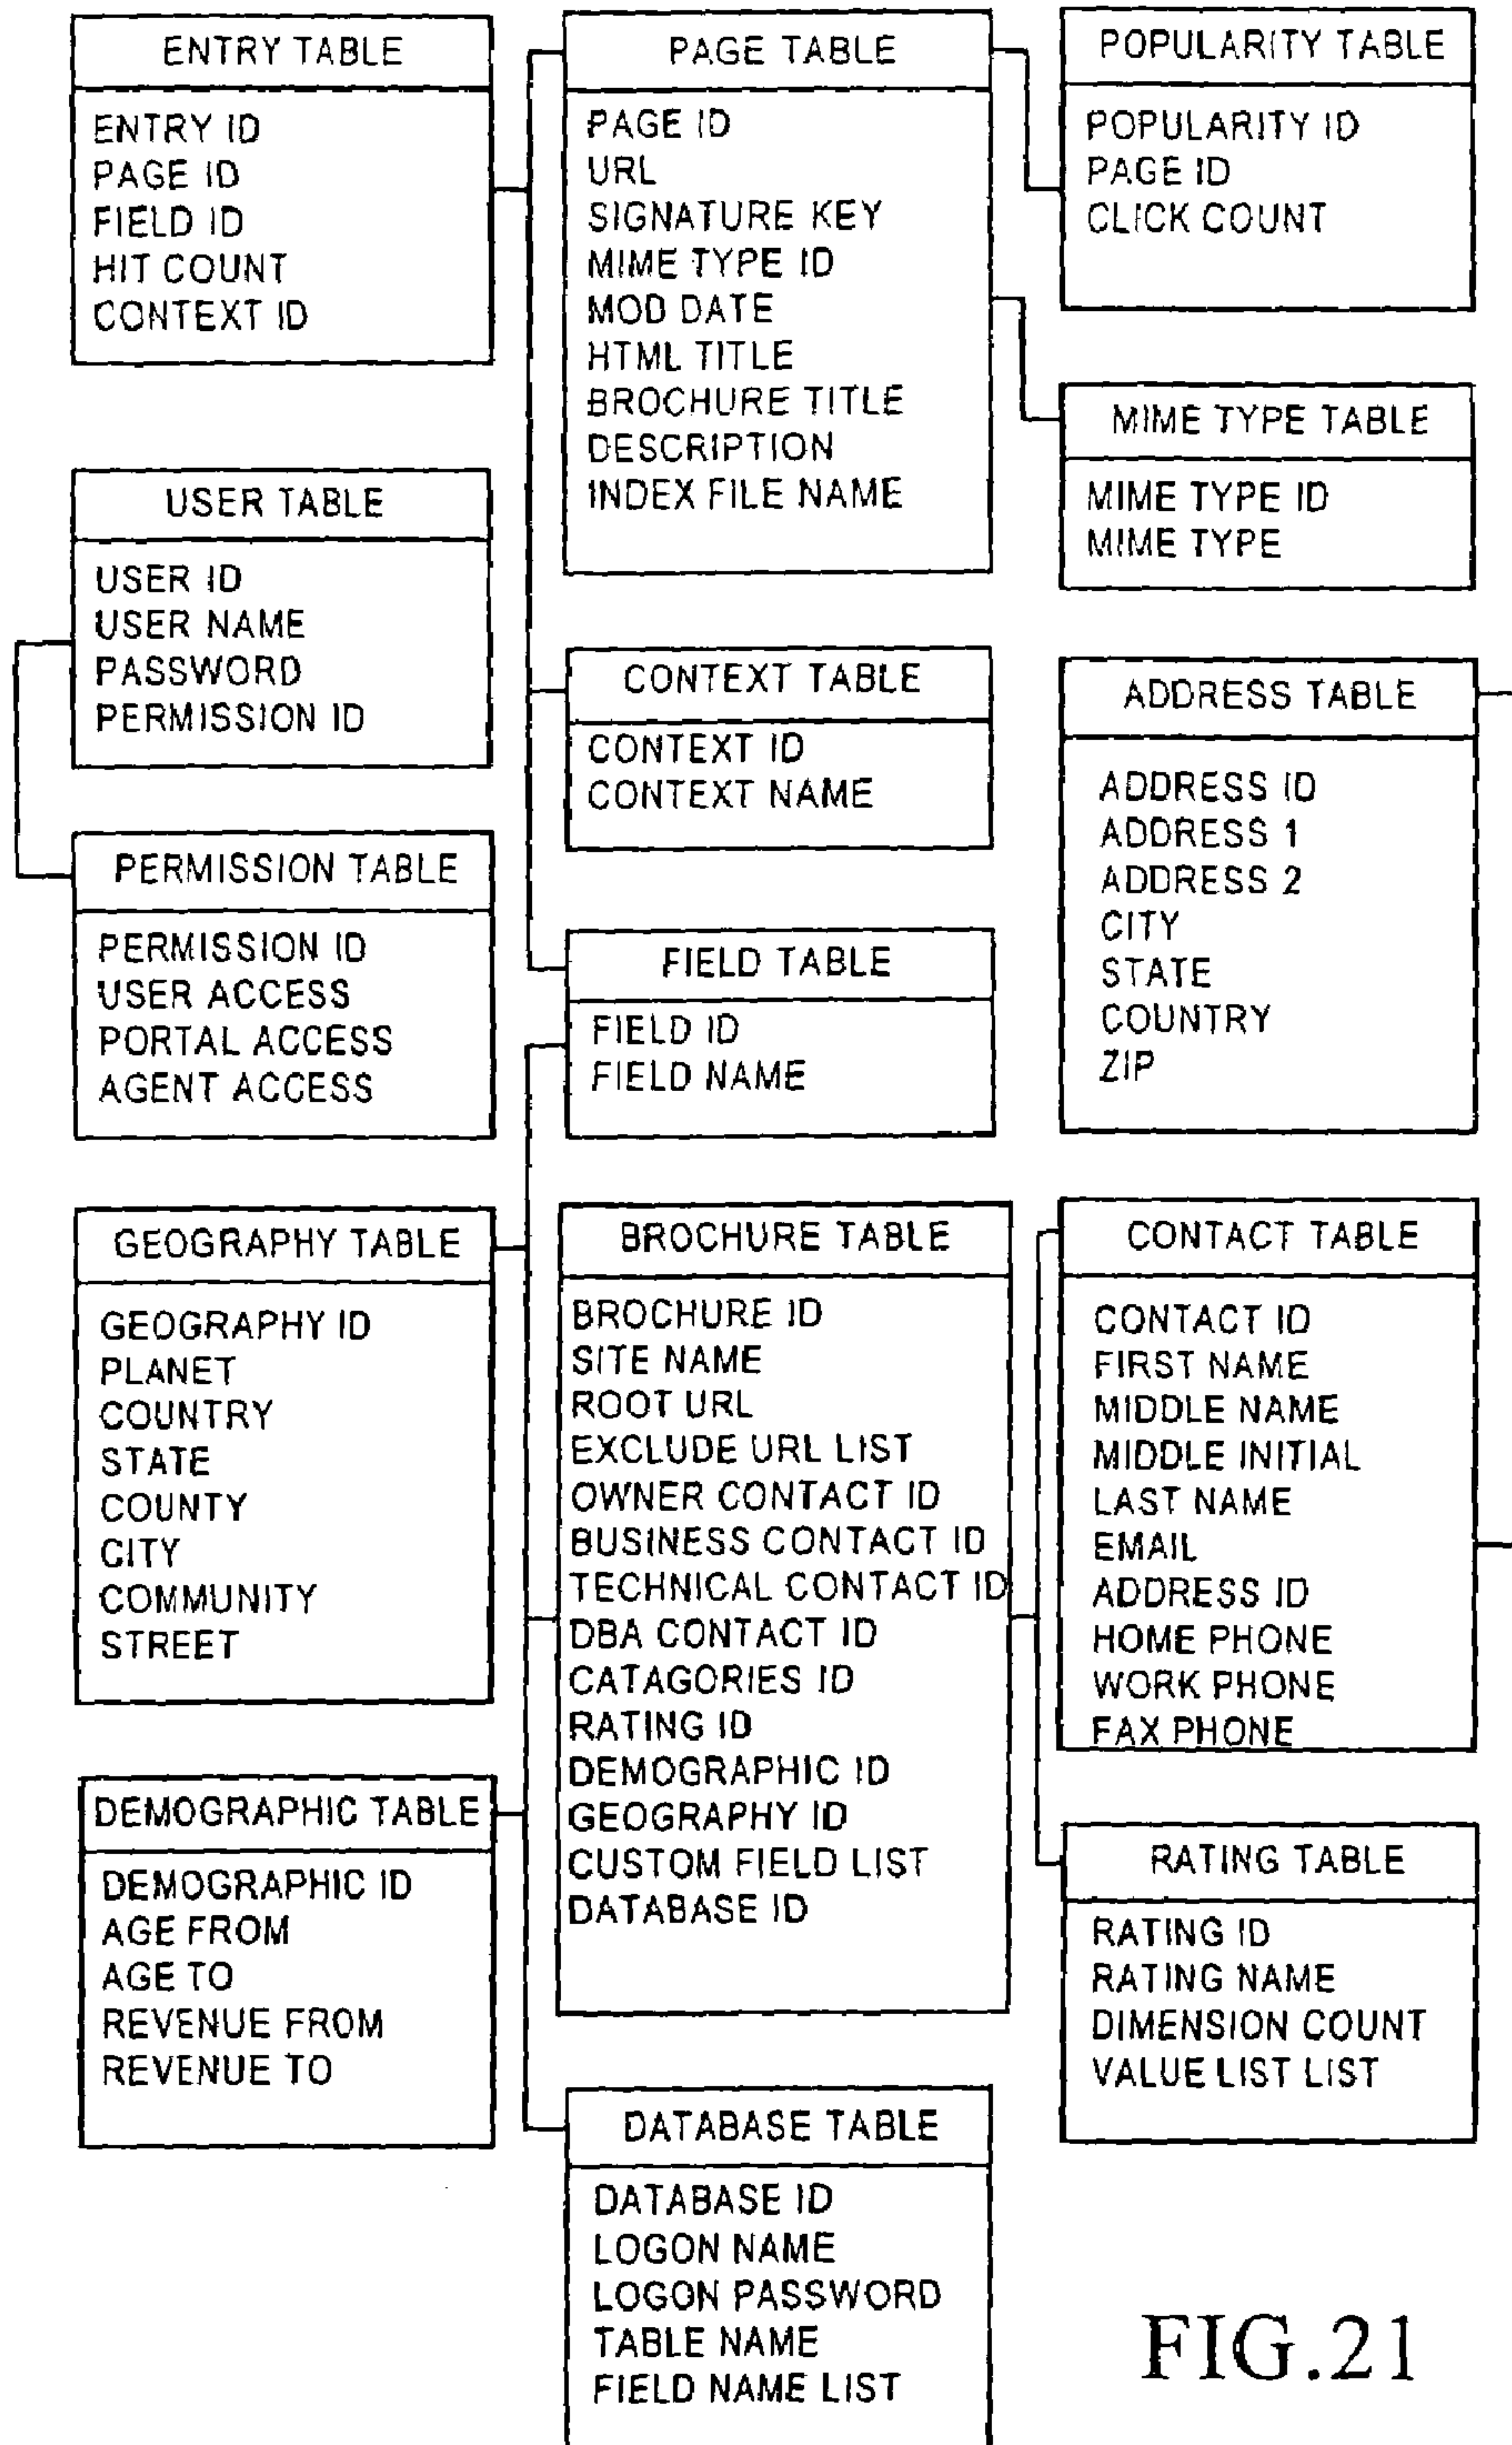 ENTRY TABLE
ENTRY ID
PAGE ID
FIELD ID
HIT COUNT
CONTEXT ID
PAGE TABLE
PAGE ID
URL
SIGNATURE KEY
MIME TYPE ID
MOD DATE
HTML TITLE
BROCHURE TITLE
DESCRIPTION
INDEX FILE NAME
POPULARITY TABLE
POPULARITY ID
PAGE ID
CLICK COUNT
MIME TYPE TABLE
MIME TYPE ID
MIME TYPE
USER TABLE
USER ID
USER NAME
PASSWORD
PERMISSION ID
CONTEXT TABLE
CONTEXT ID
CONTEXT NAME
ADDRESS TABLE
ADDRESS ID
ADDRESS 1
ADDRESS 2
CITY
STATE
COUNTRY
ZIP
PERMISSION TABLE
PERMISSION ID
USER ACCESS
PORTAL ACCESS
AGENT ACCESS
FIELD TABLE
FIELD ID
FIELD NAME
GEOGRAPHY TABLE
GEOGRAPHY ID
PLANET
COUNTRY
STATE
COUNTY
CITY
COMMUNITY
STREET
BROCHURE TABLE
BROCHURE ID
SITE NAME
ROOT URL
EXCLUDE URL LIST
OWNER CONTACT ID
BUSINESS CONTACT ID
TECHNICAL CONTACT ID
DBA CONTACT ID
CATAGORIES ID
RATING ID
DEMOGRAPHIC ID
GEOGRAPHY ID
CUSTOM FIELD LIST
DATABASE ID
CONTACT TABLE
CONTACT ID
FIRST NAME
MIDDLE NAME
MIDDLE INITIAL
LAST NAME
EMAIL
ADDRESS ID
HOME PHONE
WORK PHONE
FAX PHONE
DEMOGRAPHIC TABLE
DEMOGRAPHIC ID
AGE FROM
AGE TO
REVENUE FROM
REVENUE TO
RATING TABLE
RATING ID
RATING NAME
DIMENSION COUNT
VALUE LIST LIST
DATABASE TABLE
DATABASE ID
LOGON NAME
LOGON PASSWORD
TABLE NAME
FIELD NAME LIST
FIG.21